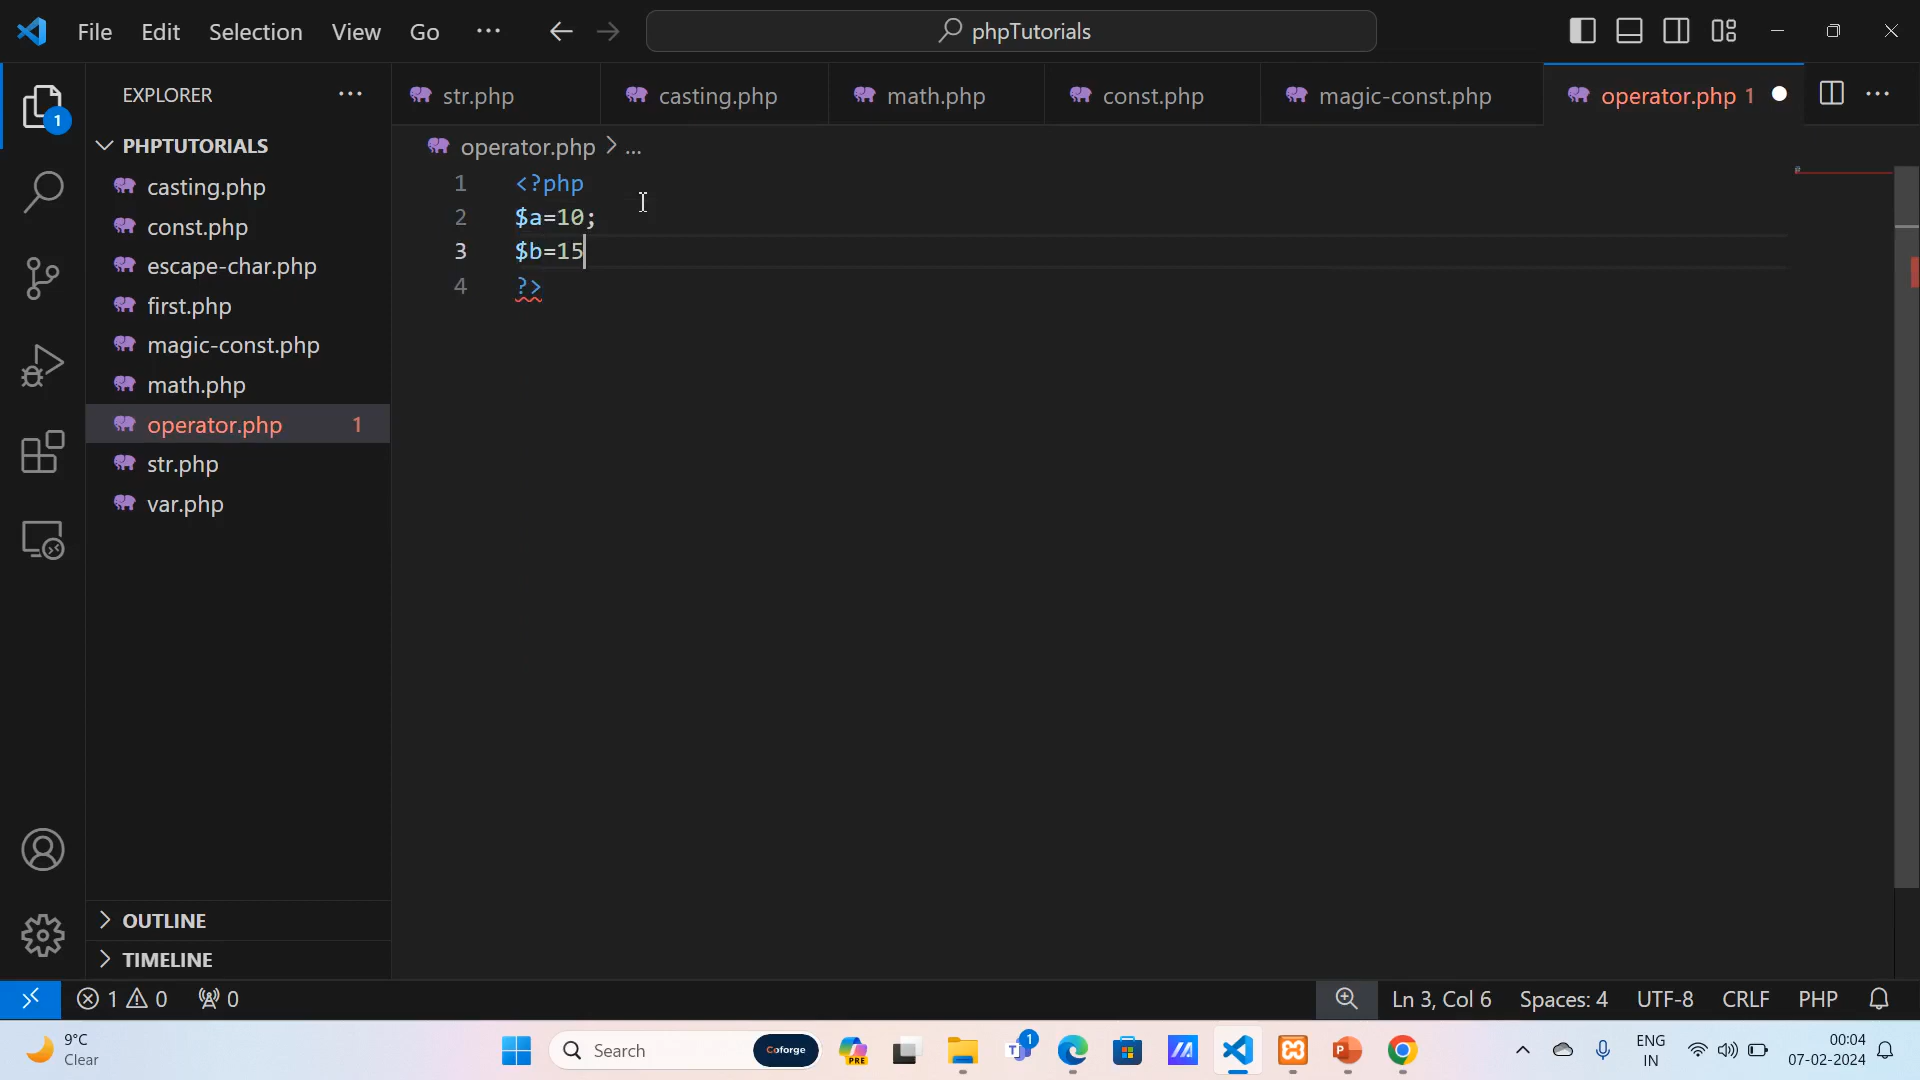 File Edit Selection View Go ··· phpTutorials
EXPLORER ···
str.php casting.php math.php const.php magic-const.php operator.php 1 ···
operator.php > ...
PHPTUTORIALS
casting.php
const.php
escape-char.php
first.php
magic-const.php
math.php
operator.php 1
str.php
var.php
1 <?php
2 $a=10;
3 $b=15
4 ?>
1
OUTLINE
TIMELINE
1 0 0 Ln 3, Col 6 Spaces: 4 UTF-8 CRLF PHP
9°C
Clear
Search Coforge PRE 1
ENG
IN
00:04
07-02-2024